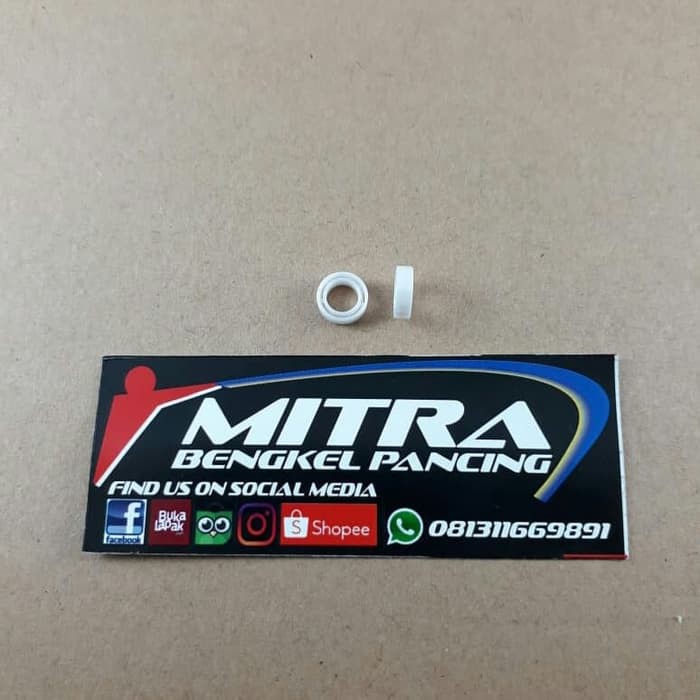 MITRA
BENGKEL PANCING
FIND US ON SOCIAL MEDIA
f
facebook
Buka
lapak
S Shopee
081311669891